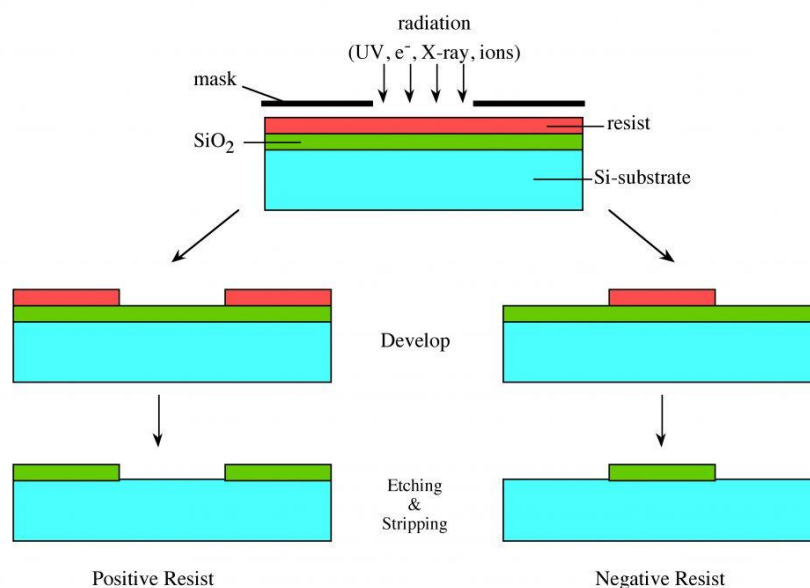 radiation
(UV, e⁻, X-ray, ions)
mask
resist
SiO₂
Si-substrate
Develop
Etching
&
Stripping
Positive Resist
Negative Resist